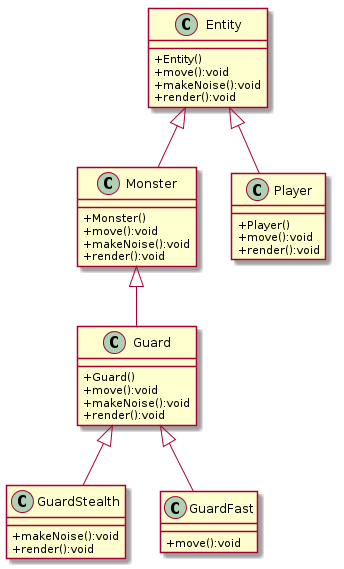 C Entity
+Entity()
+move():void
+makeNoise():void
+render():void
C Monster
+Monster()
+move():void
+makeNoise():void
+render():void
C Player
+Player()
+move():void
+render():void
C Guard
+Guard()
+move():void
+makeNoise():void
+render():void
C GuardStealth
+makeNoise():void
+render():void
C GuardFast
+move():void